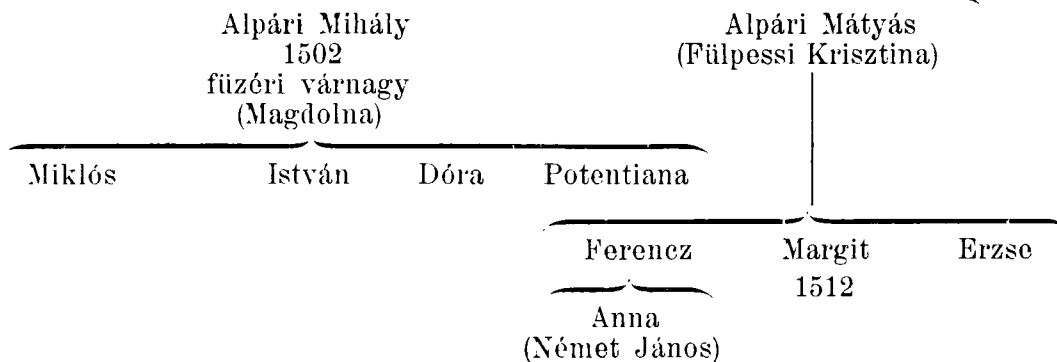 Alpári Mihály
1502
füzéri várnagy
(Magdolna)
Alpári Mátyás
(Fülpessi Krisztina)
Miklós István Dóra Potentiana
Ferencz Margit Erzse
1512
Anna
(Német János)